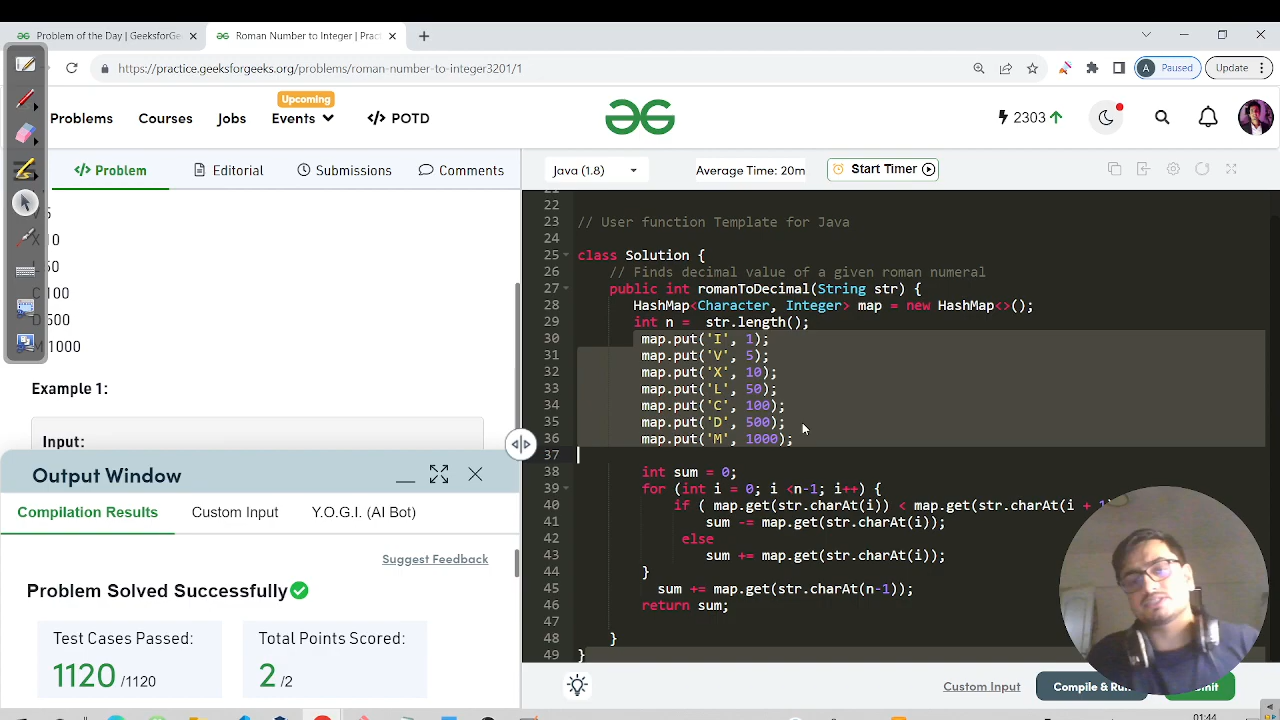 Problem of the Day | GeeksforGe
Roman Number to Integer | Pract
https://practice.geeksforgeeks.org/problems/roman-number-to-integer3201/1
A Paused
Update
Problems
Courses
Jobs
Upcoming
Events
</> POTD
2303
</> Problem
Editorial
Submissions
Comments
Java (1.8)
Average Time: 20m
Start Timer
V 5
X 10
L 50
C 100
D 500
M 1000
Example 1:
Input:
Output Window
Compilation Results
Custom Input
Y.O.G.I. (AI Bot)
Suggest Feedback
Problem Solved Successfully
Test Cases Passed:
1120 /1120
Total Points Scored:
2 /2
21
22
23 // User function Template for Java
24
25 class Solution {
26 // Finds decimal value of a given roman numeral
27 public int romanToDecimal(String str) {
28 HashMap<Character, Integer> map = new HashMap<>();
29 int n =  str.length();
30 map.put('I', 1);
31 map.put('V', 5);
32 map.put('X', 10);
33 map.put('L', 50);
34 map.put('C', 100);
35 map.put('D', 500);
36 map.put('M', 1000);
37
38 int sum = 0;
39 for (int i = 0; i <n-1; i++) {
40 if ( map.get(str.charAt(i)) < map.get(str.charAt(i + 1)
41 sum -= map.get(str.charAt(i));
42 else
43 sum += map.get(str.charAt(i));
44 }
45 sum += map.get(str.charAt(n-1));
46 return sum;
47
48 }
49 }
Custom Input
Compile & Run
01:44